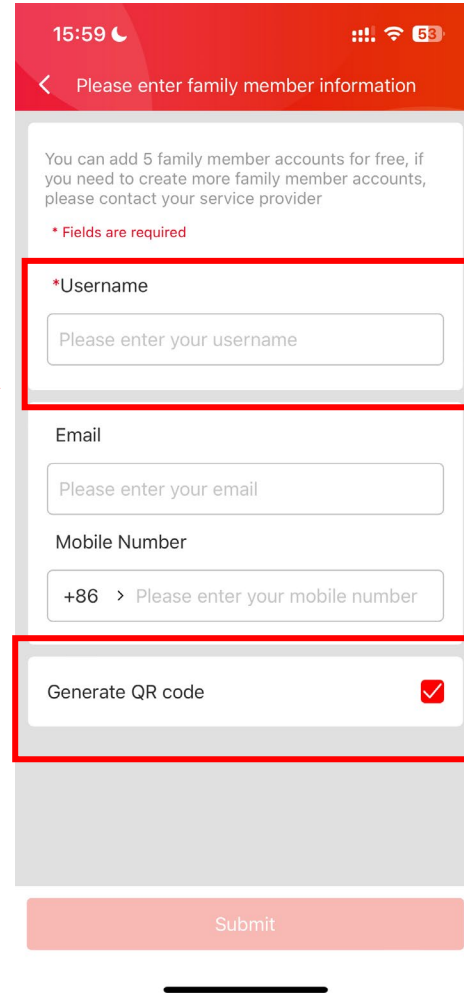 15:59
53
Please enter family member information
You can add 5 family member accounts for free, if
you need to create more family member accounts,
please contact your service provider
* Fields are required
*Username
Please enter your username
Email
Please enter your email
Mobile Number
+86 > Please enter your mobile number
Generate QR code
Submit